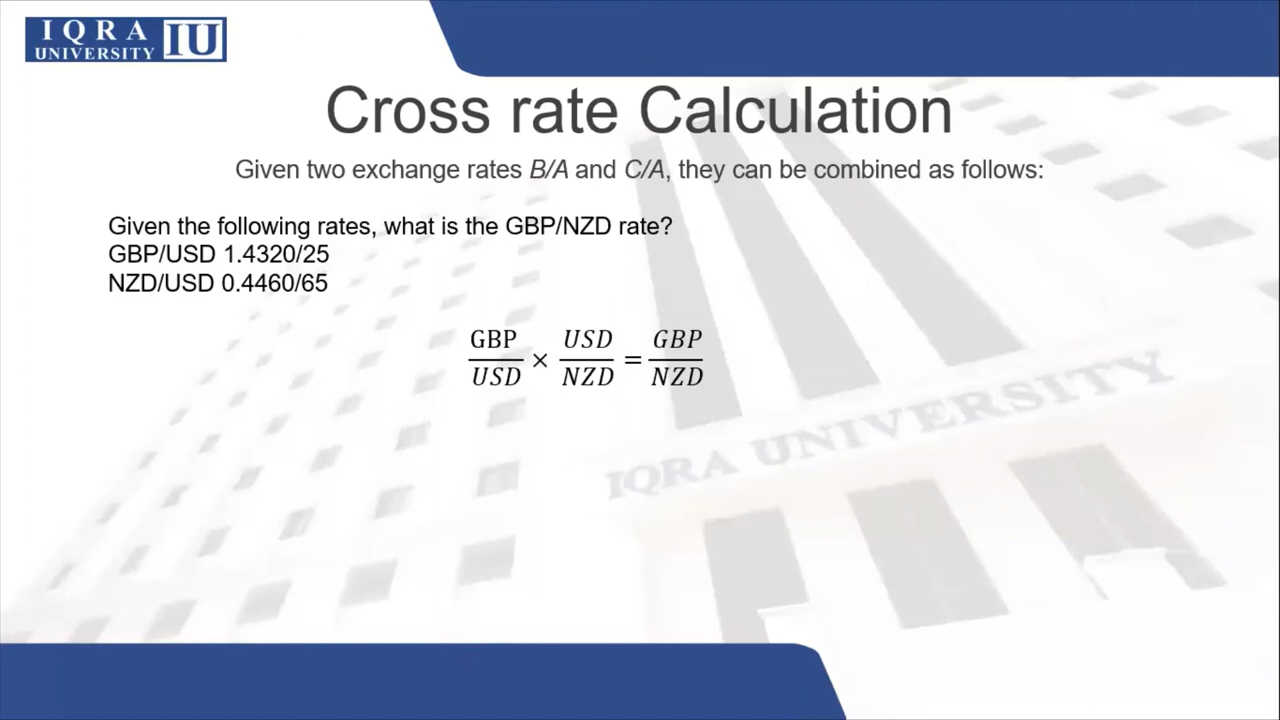 IQRA
UNIVERSITY IU
Cross rate Calculation
Given two exchange rates B/A and C/A, they can be combined as follows:
Given the following rates, what is the GBP/NZD rate?
GBP/USD 1.4320/25
NZD/USD 0.4460/65
GBP/USD × USD/NZD = GBP/NZD
IQRA UNIVERSITY